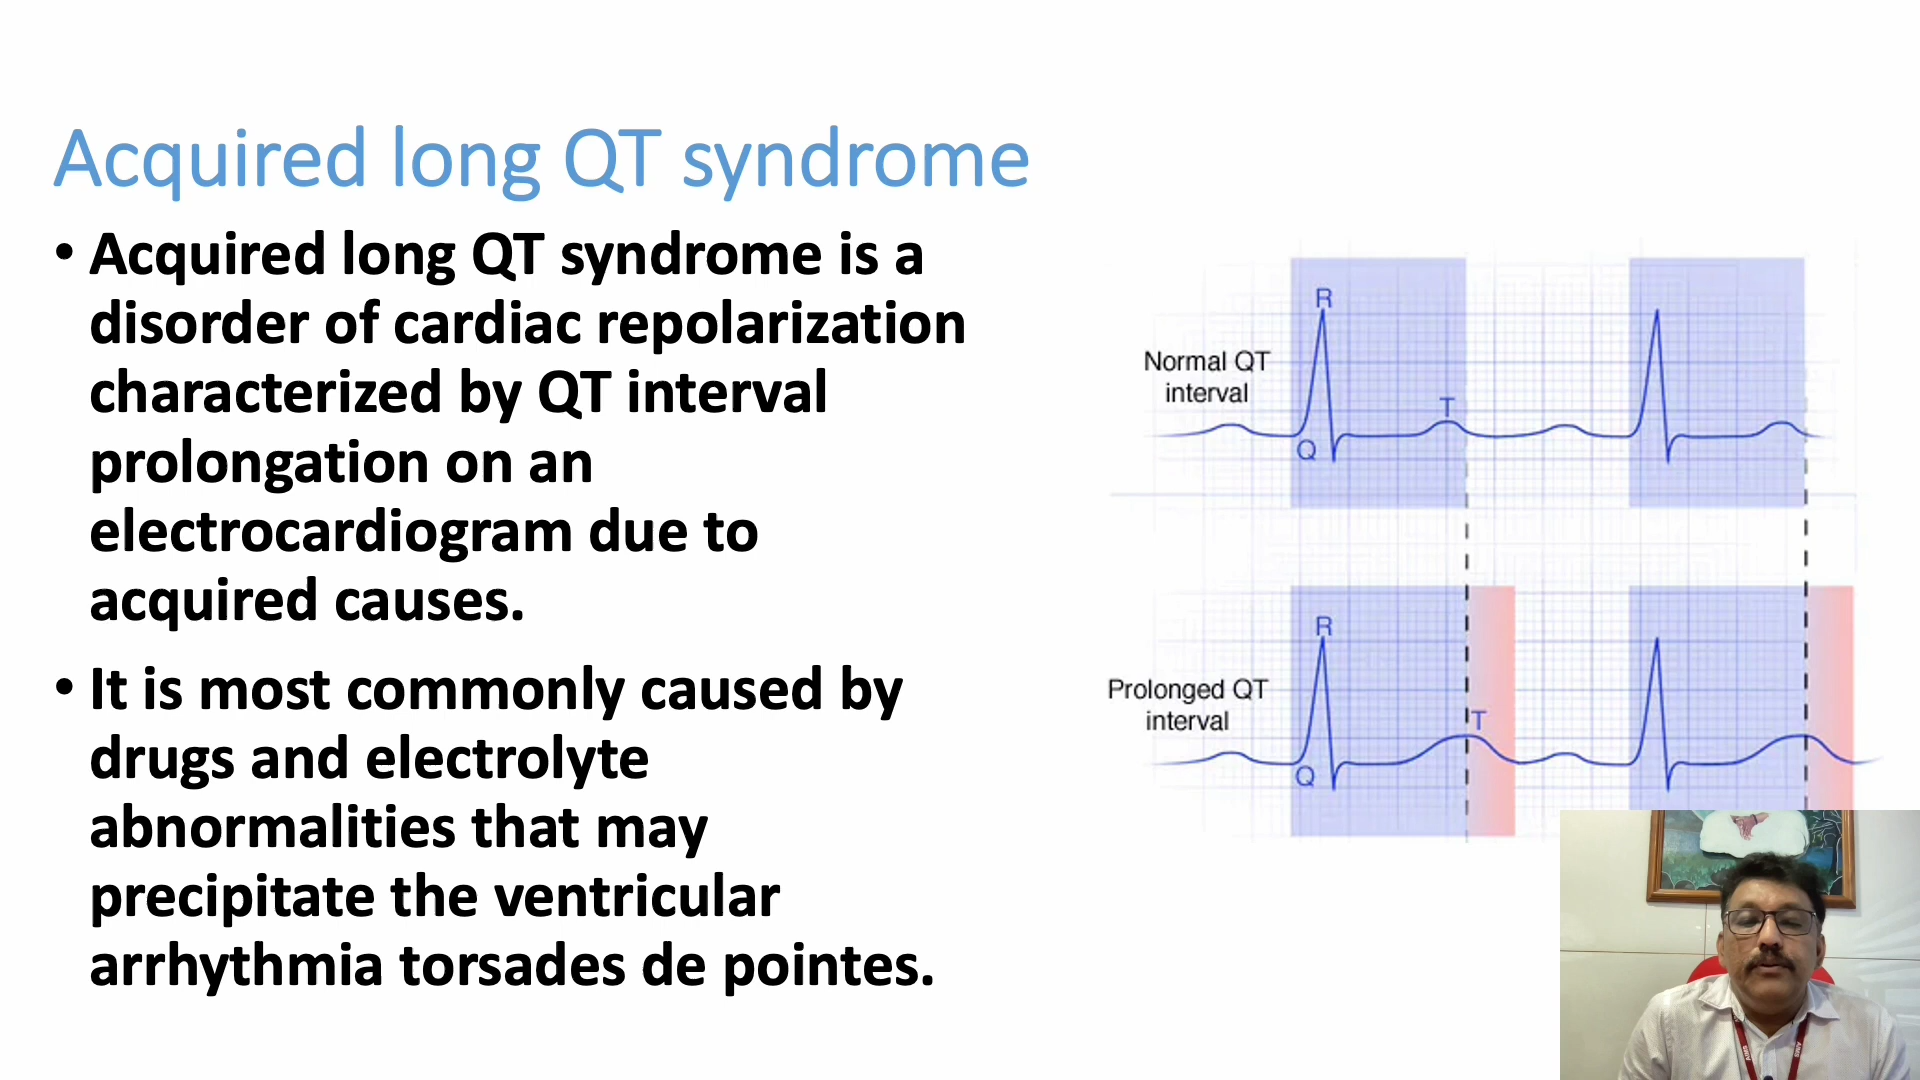 Acquired long QT syndrome
• Acquired long QT syndrome is a
disorder of cardiac repolarization
characterized by QT interval
prolongation on an
electrocardiogram due to
acquired causes.
• It is most commonly caused by
drugs and electrolyte
abnormalities that may
precipitate the ventricular
arrhythmia torsades de pointes.
R
Normal QT
interval
T
Q
R
Prolonged QT
interval
T
Q